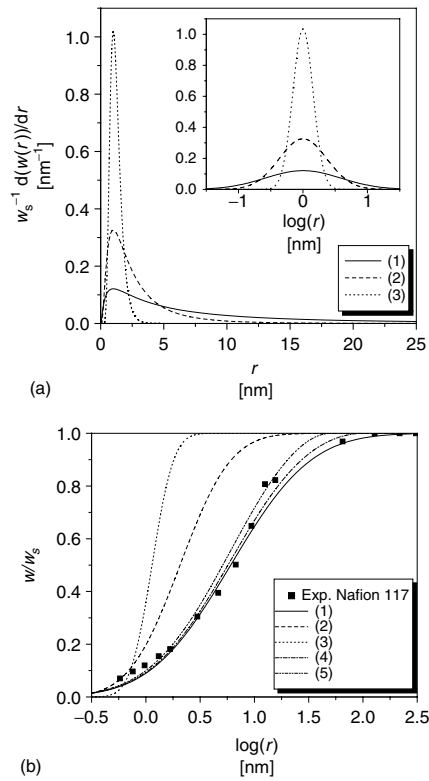 1.0
0.8
0.6
0.4
0.2
0.0
w_s⁻¹ d(w(r))/dr
[nm⁻¹]
1.0
0.8
0.6
0.4
0.2
0.0
−1 0 1
log(r)
[nm]
(1)
(2)
(3)
0 5 10 15 20 25
r
[nm]
(a)
1.0
0.8
0.6
0.4
0.2
0.0
w/w_s
Exp. Nafion 117
(1)
(2)
(3)
(4)
(5)
−0.5 0.0 0.5 1.0 1.5 2.0 2.5
log(r)
[nm]
(b)